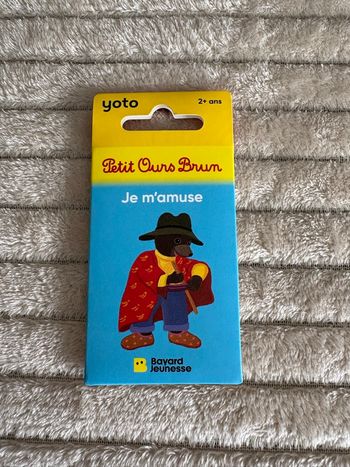 yoto 2+ ans
Petit Ours Brun
Je m'amuse
Bayard
Jeunesse